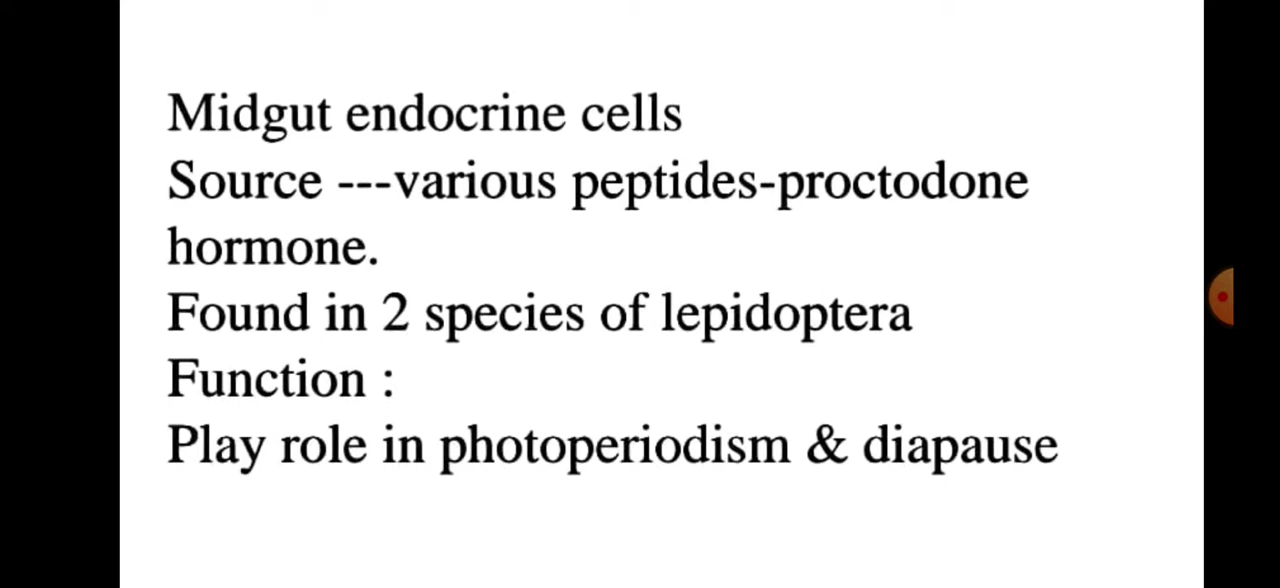 Midgut endocrine cells
Source ---various peptides-proctodone
hormone.
Found in 2 species of lepidoptera
Function :
Play role in photoperiodism & diapause